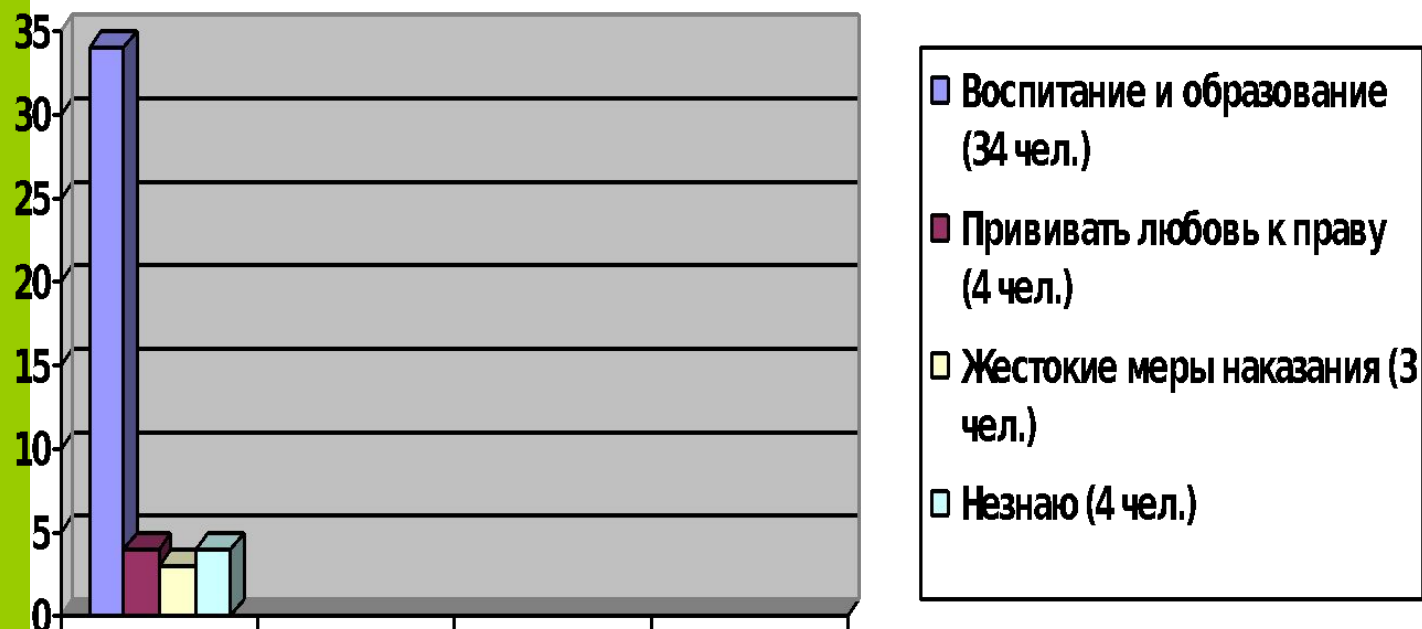 35
30
25
20
15
10
5
0
Воспитание и образование
(34 чел.)
Прививать любовь к праву
(4 чел.)
Жестокие меры наказания (3
чел.)
Незнаю (4 чел.)